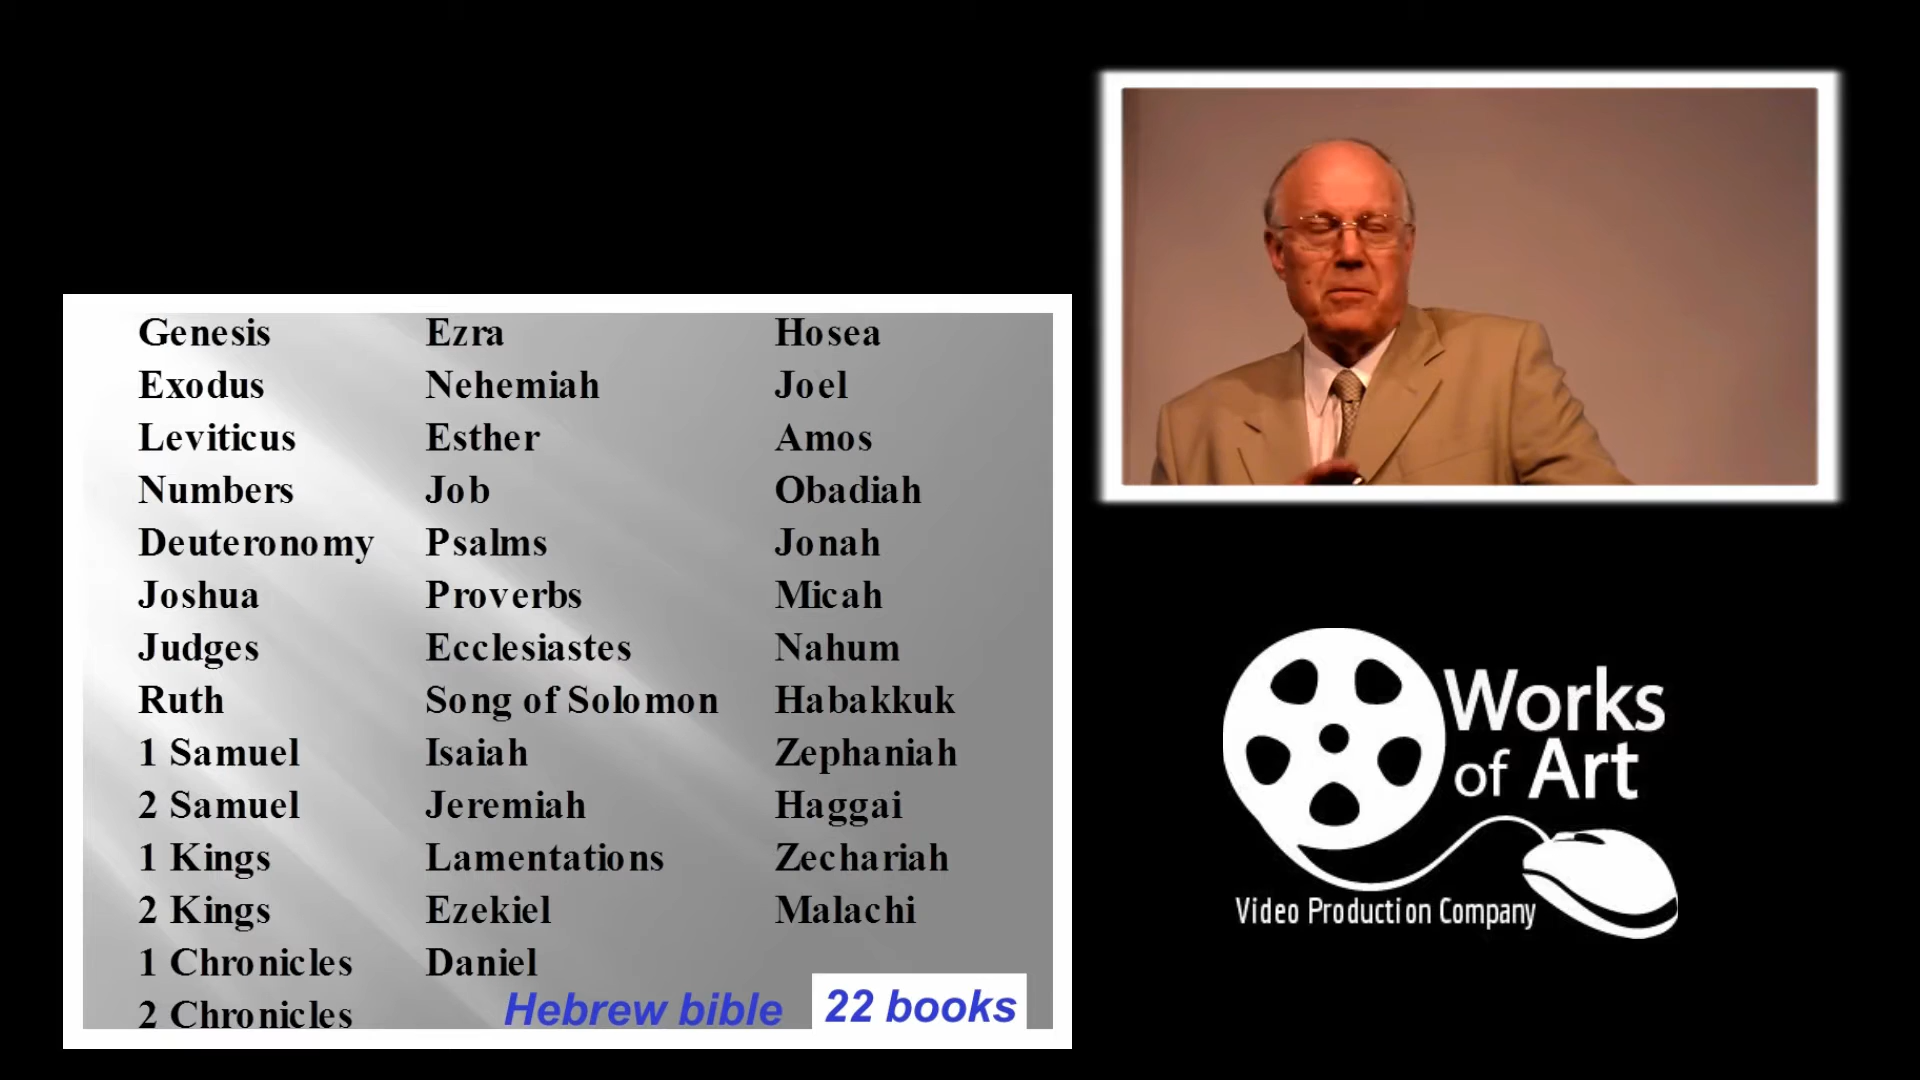 Genesis
Exodus
Leviticus
Numbers
Deuteronomy
Joshua
Judges
Ruth
1 Samuel
2 Samuel
1 Kings
2 Kings
1 Chronicles
2 Chronicles
Ezra
Nehemiah
Esther
Job
Psalms
Proverbs
Ecclesiastes
Song of Solomon
Isaiah
Jeremiah
Lamentations
Ezekiel
Daniel
Hosea
Joel
Amos
Obadiah
Jonah
Micah
Nahum
Habakkuk
Zephaniah
Haggai
Zechariah
Malachi
Hebrew bible
22 books
Works
of Art
Video Production Company